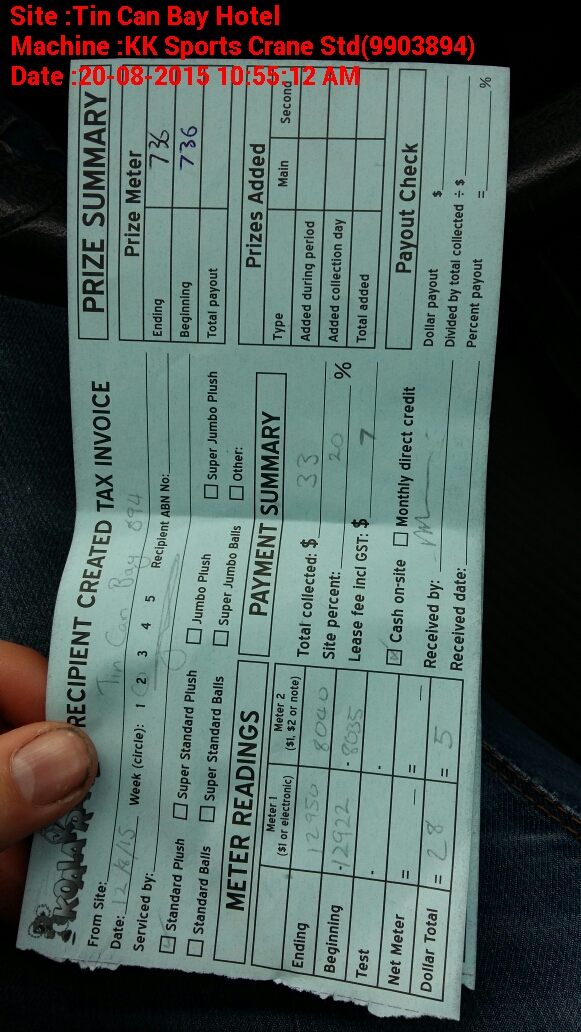 Site :Tin Can Bay Hotel
Machine :KK Sports Crane Std(9903894)
Date :20-08-2015 10:55:12 AM
RECIPIENT CREATED TAX INVOICE
From Site: Tin Can Bay 894
Date: Week (circle): 1 2 3 4 5 Recipient ABN No:
Serviced by:
Standard Plush Super Standard Plush Jumbo Plush Super Jumbo Plush
Standard Balls Super Standard Balls Super Jumbo Balls Other:
METER READINGS
Meter 1 Meter 2
($1 or electronic) ($1, $2 or note)
Ending 12950 8040
Beginning -12922 -8035
Test - -
Net Meter = =
Dollar Total = 28 = 5
PAYMENT SUMMARY
Total collected: $ 33
Site percent: 20 %
Lease fee Incl GST: $ 7
Cash on-site Monthly direct credit
Received by:
Received date:
PRIZE SUMMARY
Prize Meter
Ending 736
Beginning 736
Total payout
Prizes Added
Type Main Second
Added during period
Added collection day
Total added
Payout Check
Dollar payout $
Divided by total collected ÷ $
Percent payout = %